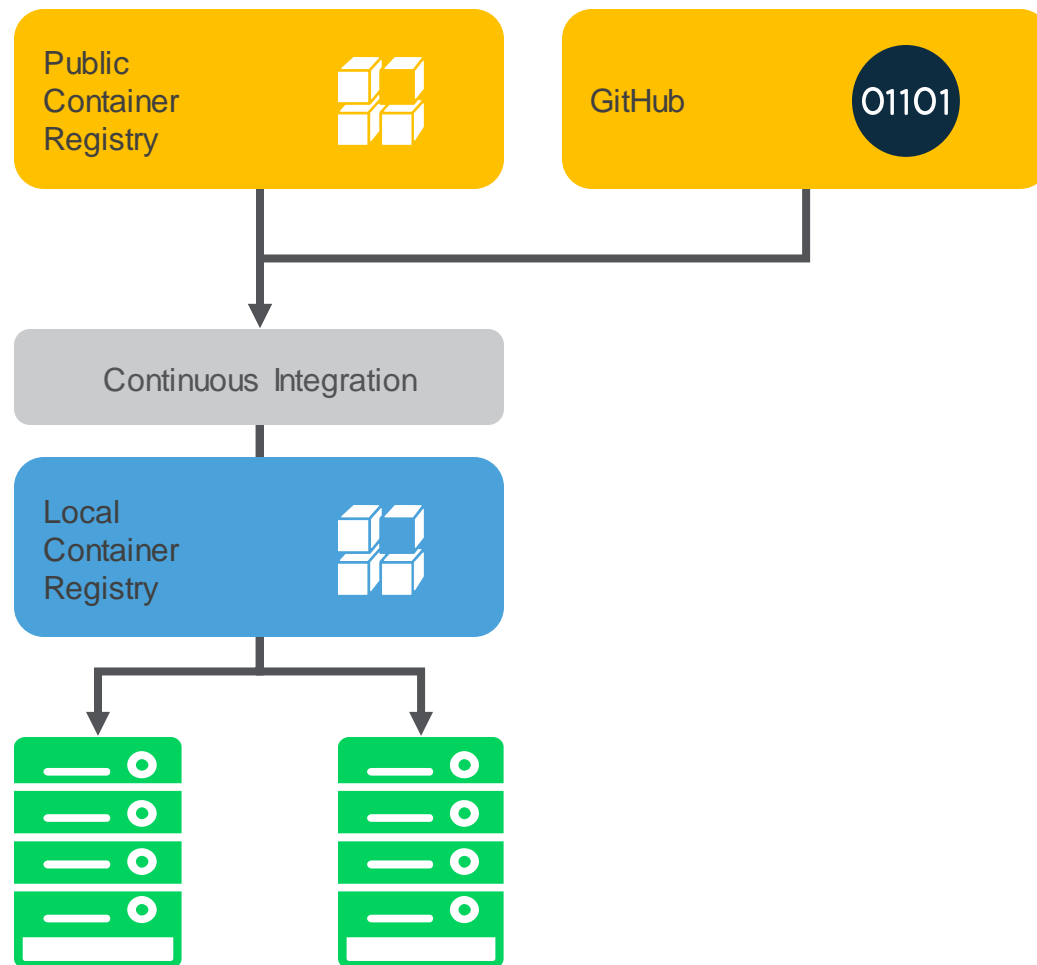 Public
Container
Registry
GitHub
01101
Continuous Integration
Local
Container
Registry